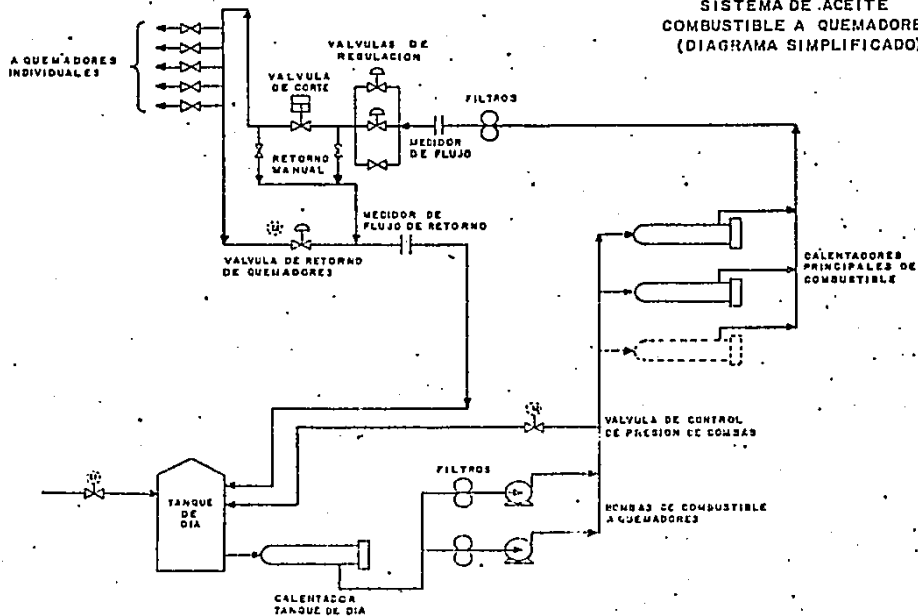 SISTEMA DE ACEITE
COMBUSTIBLE A QUEMADORE
(DIAGRAMA SIMPLIFICADO)
A QUEMADORES
INDIVIDUALES
VALVULAS DE
REGULACION
VALVULA
DE CORTE
FILTROS
MEDIDOR
DE FLUJO
RETORNO
MANUAL
MEDIDOR DE
FLUJO DE RETORNO
VALVULA DE RETORNO
DE QUEMADORES
CALENTADORES
PRINCIPALES DE
COMBUSTIBLE
VALVULA DE CONTROL
DE PRESION DE BOMBAS
FILTROS
TANQUE
DE
DIA
BOMBAS DE COMBUSTIBLE
A QUEMADORES
CALENTADOR
TANQUE DE DIA